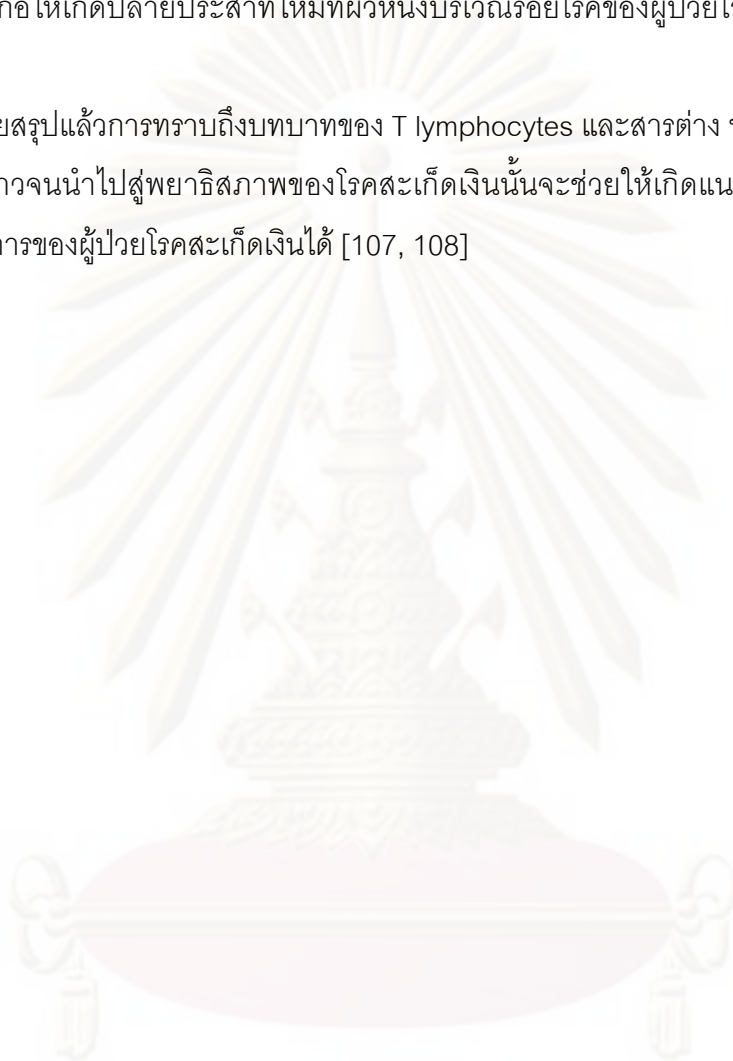 ก่อให้เกิดปลายประสาทใหม่ที่ผิวหนังบริเวณรอยโรคของผู้ป่วย
ยสรุปแล้วการทราบถึงบทบาทของ T lymphocytes และสารต่าง
าวจนนำไปสู่พยาธิสภาพของโรคสะเก็ดเงินนั้นจะช่วยให้เกิดแน
การของผู้ป่วยโรคสะเก็ดเงินได้ [107, 108]